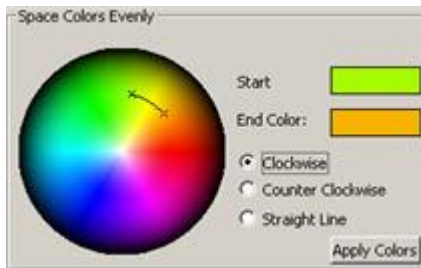 Space Colors Evenly
Start
End Color:
Clockwise
Counter Clockwise
Straight Line
Apply Colors